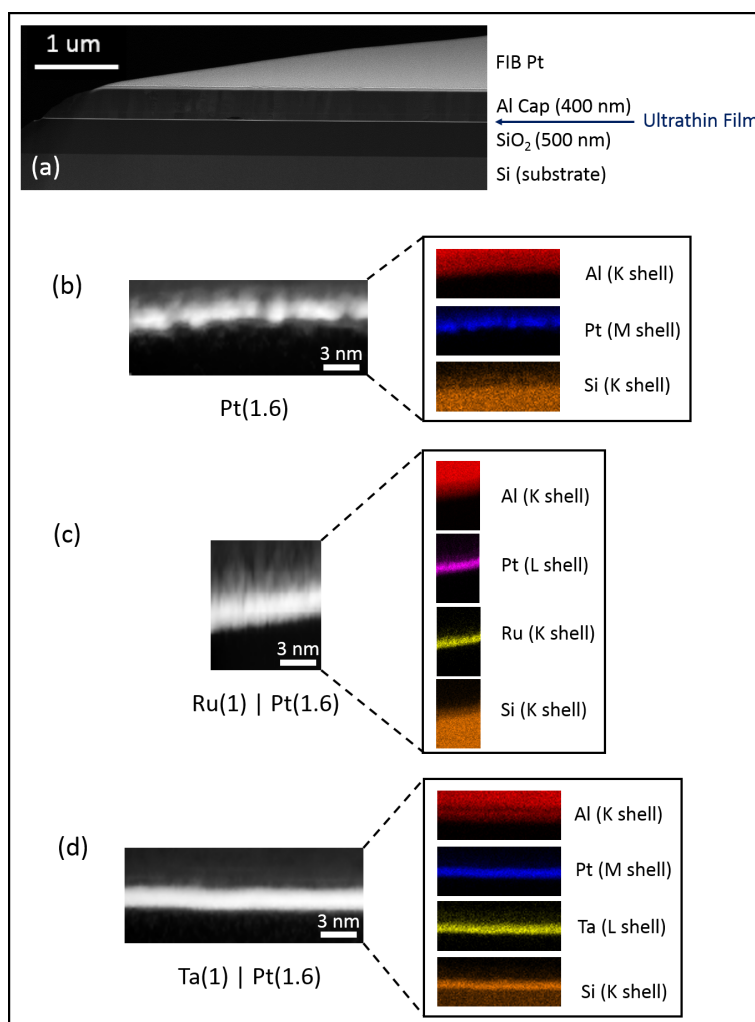 1 um
FIB Pt
Al Cap (400 nm)
Ultrathin Film
SiO₂ (500 nm)
(a)
Si (substrate)
(b)
3 nm
Pt(1.6)
Al (K shell)
Pt (M shell)
Si (K shell)
(c)
3 nm
Ru(1) | Pt(1.6)
Al (K shell)
Pt (L shell)
Ru (K shell)
Si (K shell)
(d)
3 nm
Ta(1) | Pt(1.6)
Al (K shell)
Pt (M shell)
Ta (L shell)
Si (K shell)